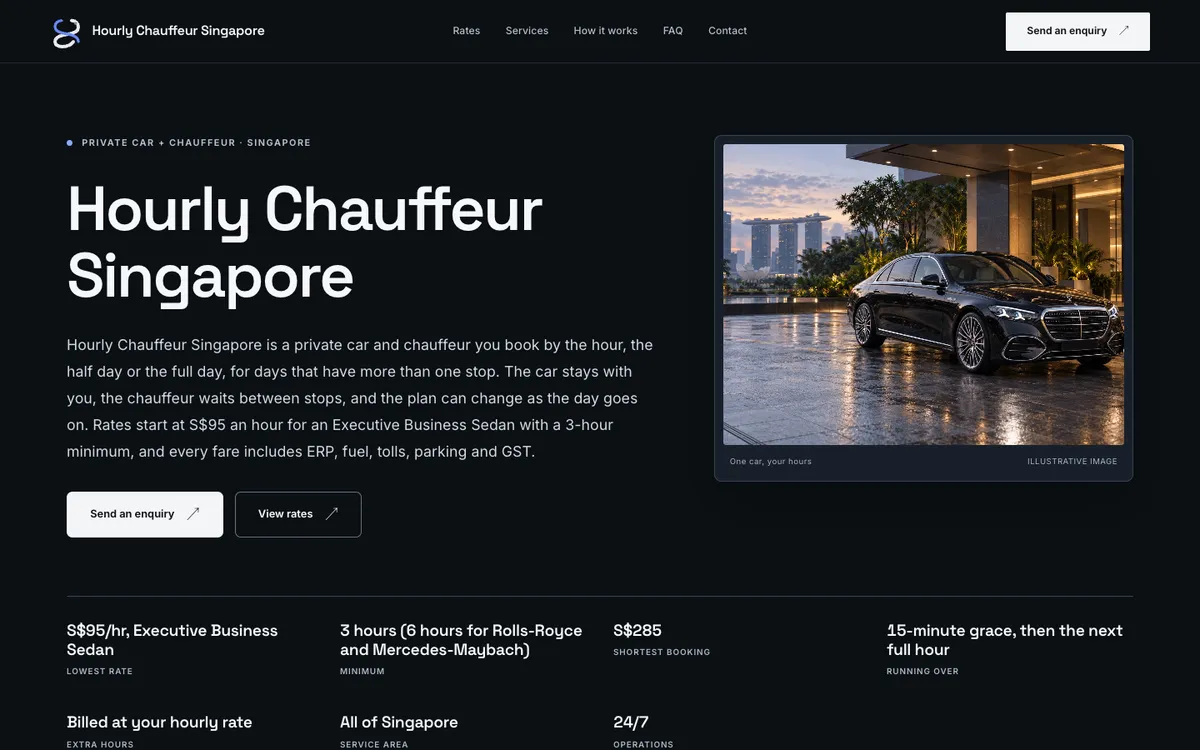 Hourly Chauffeur Singapore
Rates
Services
How it works
FAQ
Contact
Send an enquiry
PRIVATE CAR + CHAUFFEUR · SINGAPORE
Hourly Chauffeur
Singapore
Hourly Chauffeur Singapore is a private car and chauffeur you book by the hour, the
half day or the full day, for days that have more than one stop. The car stays with
you, the chauffeur waits between stops, and the plan can change as the day goes
on. Rates start at S$95 an hour for an Executive Business Sedan with a 3-hour
minimum, and every fare includes ERP, fuel, tolls, parking and GST.
Send an enquiry
View rates
One car, your hours
ILLUSTRATIVE IMAGE
S$95/hr, Executive Business
Sedan
LOWEST RATE
3 hours (6 hours for Rolls-Royce
and Mercedes-Maybach)
MINIMUM
S$285
SHORTEST BOOKING
15-minute grace, then the next
full hour
RUNNING OVER
Billed at your hourly rate
EXTRA HOURS
All of Singapore
SERVICE AREA
24/7
OPERATIONS